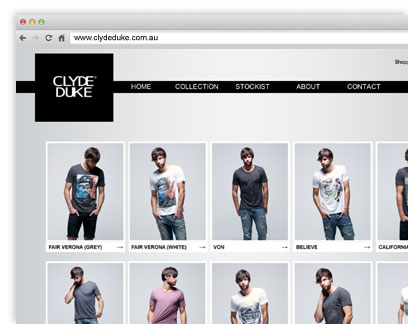 www.clydeduke.com.au
Shopp
CLYDE
DUKE
HOME COLLECTION STOCKIST ABOUT CONTACT
FAIR VERONA (GREY) → FAIR VERONA (WHITE) → VON → BELIEVE → CALIFORNIA